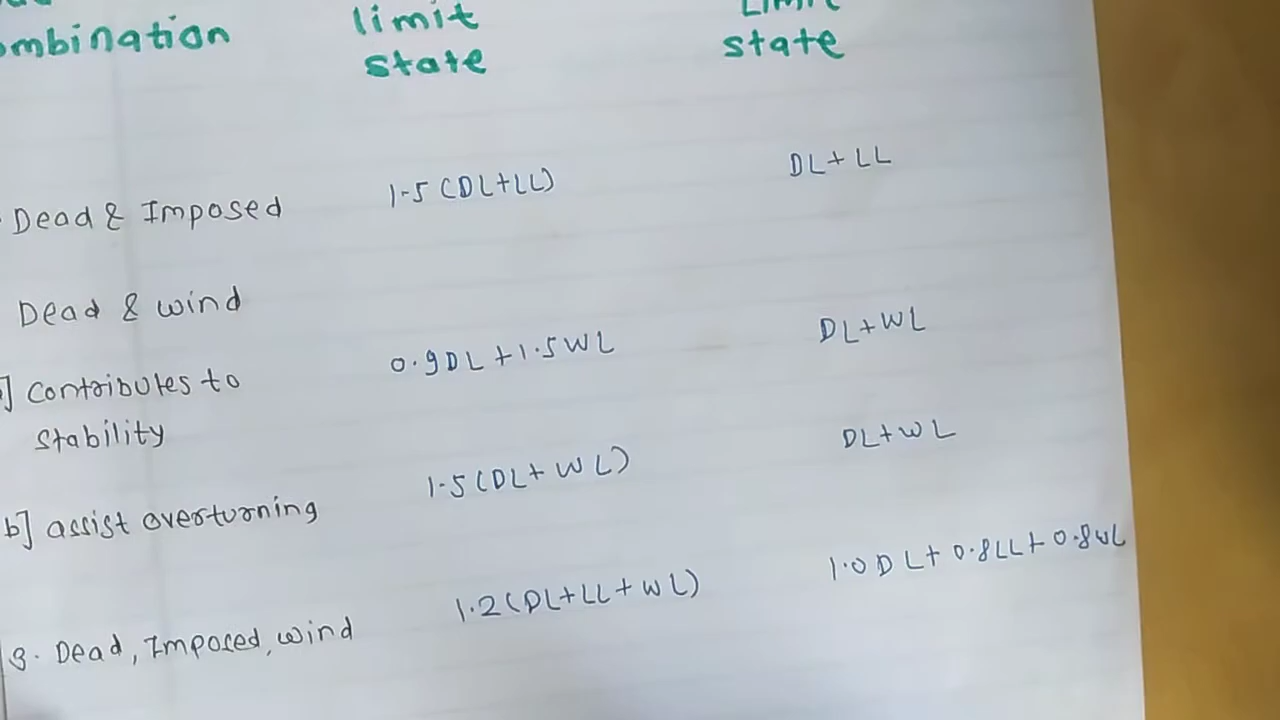 ombination
limit
state
Limit
state
Dead & Imposed
1.5 (DL+LL)
DL + LL
Dead & wind
] contributes to
stability
0.9DL + 1.5WL
DL+WL
b] assist overturning
1.5 (DL+ WL)
DL+WL
3. Dead, Imposed, wind
1.2 (DL+LL+ WL)
1.0DL+ 0.8LL+ 0.8WL